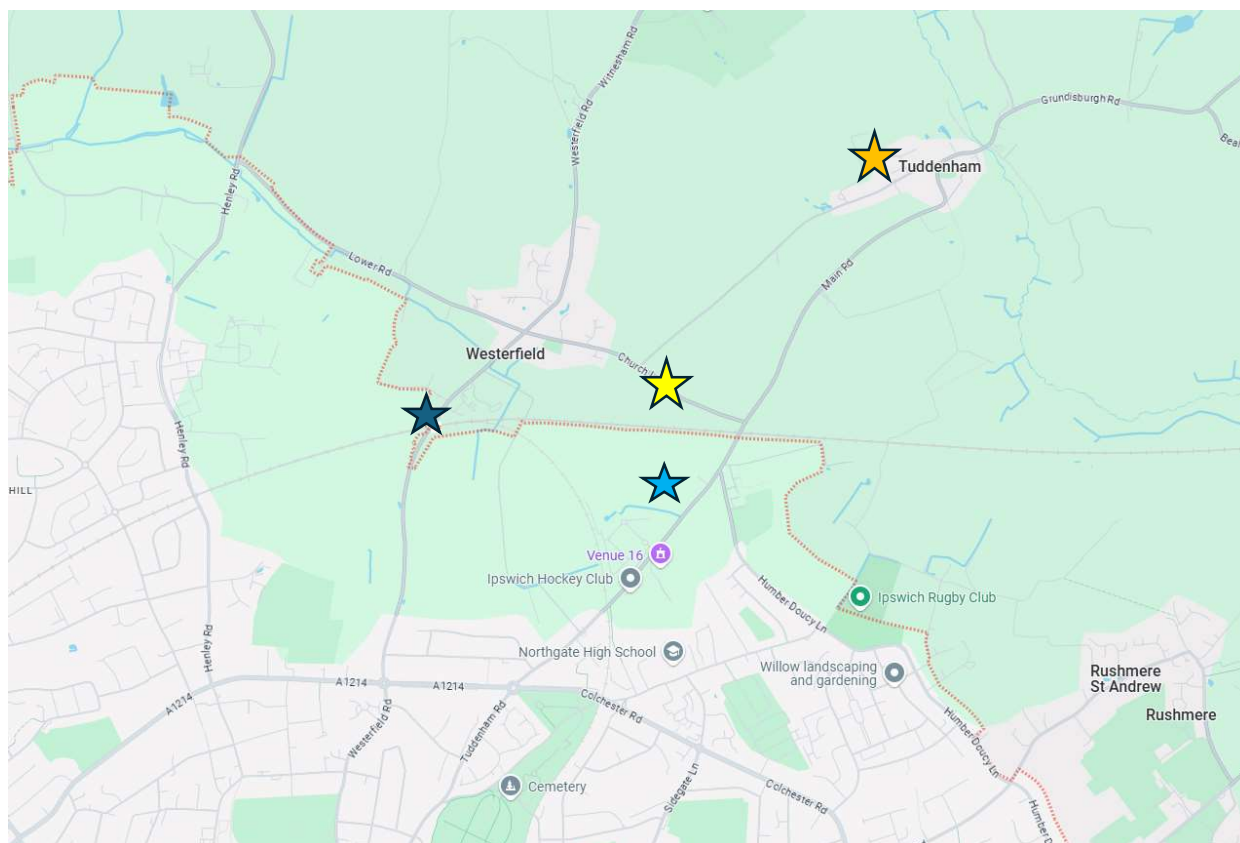 Witnesham Rd
Grundisburgh Rd
Beal
Westerfield Rd
Tuddenham
Henley Rd
Lower Rd
Main Rd
Westerfield
Church L
Henley Rd
HILL
Venue 16
Ipswich Hockey Club
Humber Doucy Ln
Ipswich Rugby Club
Henley Rd
Northgate High School
Willow landscaping
and gardening
Rushmere
St Andrew
A1214
A1214
A1214
Colchester Rd
Rushmere
Westerfield Rd
Tuddenham Rd
Humber Doucy Ln
Sidegate Ln
Cemetery
Colchester Rd
Humber D